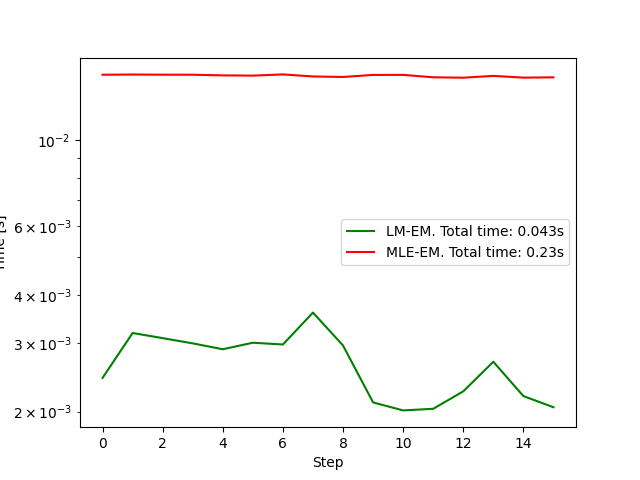 10⁻²
6 × 10⁻³
4 × 10⁻³
3 × 10⁻³
2 × 10⁻³
Time [s]
LM-EM. Total time: 0.043s
MLE-EM. Total time: 0.23s
0 2 4 6 8 10 12 14
Step